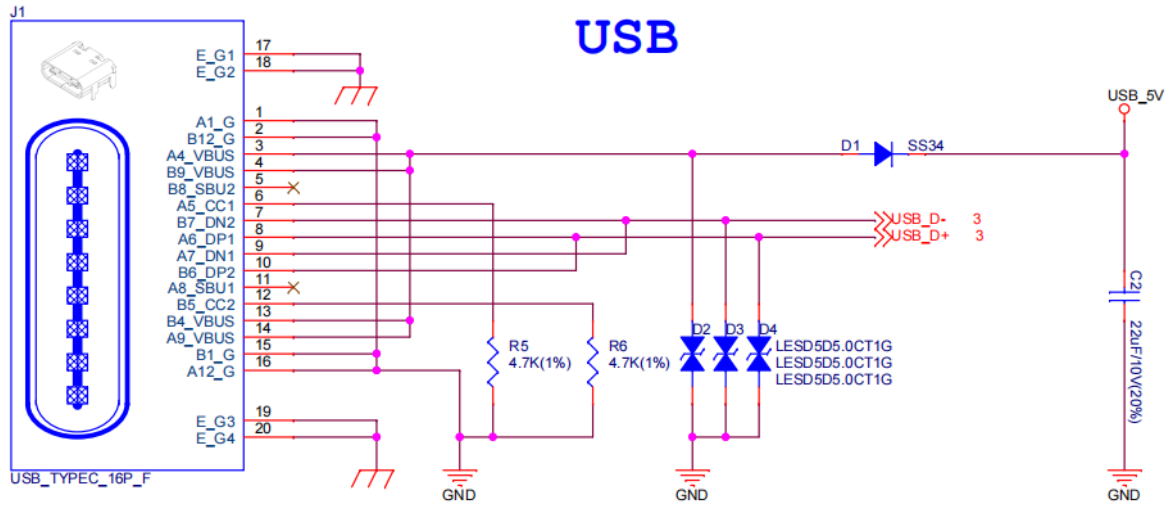 J1
USB
E_G1 17
E_G2 18
A1_G 1
B12_G 2
A4_VBUS 3
B9_VBUS 4
B8_SBU2 5
A5_CC1 6
B7_DN2 7
A6_DP1 8
A7_DN1 9
B6_DP2 10
A8_SBU1 11
B5_CC2 12
B4_VBUS 13
A9_VBUS 14
B1_G 15
A12_G 16
E_G3 19
E_G4 20
USB_TYPEC_16P_F
USB_5V
D1 SS34
USB_D- 3
USB_D+ 3
R5
4.7K(1%)
R6
4.7K(1%)
D2 D3 D4
LESD5D5.0CT1G
LESD5D5.0CT1G
LESD5D5.0CT1G
C2
22uF/10V(20%)
GND
GND
GND